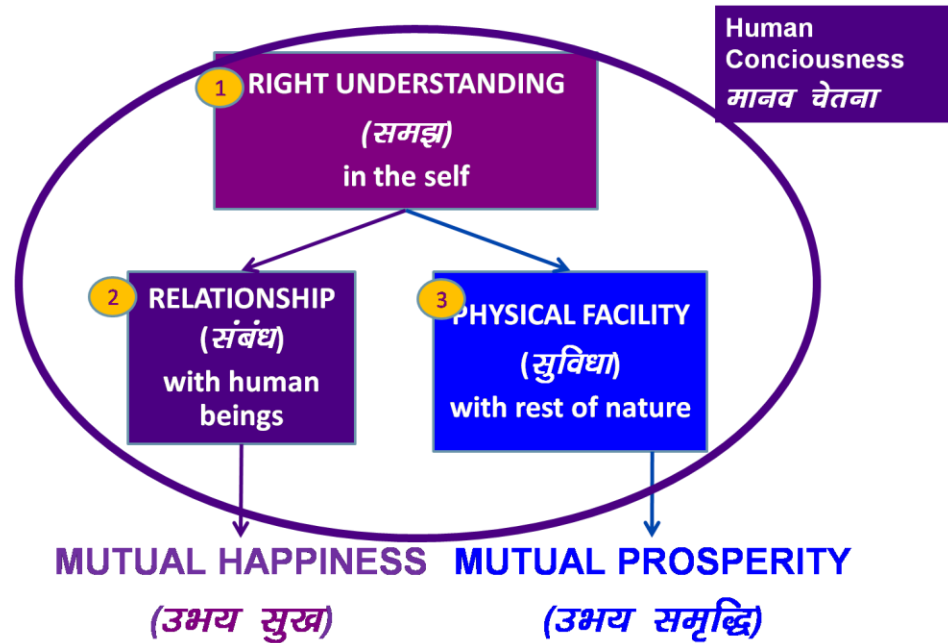 Human
Conciousness
मानव चेतना
1
RIGHT UNDERSTANDING
(समझ)
in the self
2
RELATIONSHIP
(संबंध)
with human
beings
3
PHYSICAL FACILITY
(सुविधा)
with rest of nature
MUTUAL HAPPINESS
(उभय सुख)
MUTUAL PROSPERITY
(उभय समृद्धि)